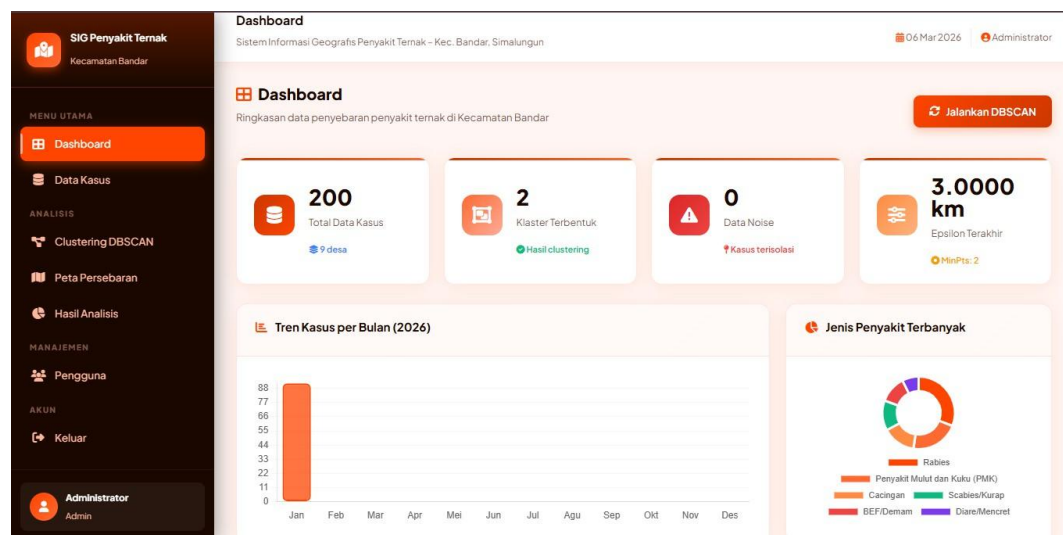 SIG Penyakit Ternak
Kecamatan Bandar
MENU UTAMA
Dashboard
Data Kasus
ANALISIS
Clustering DBSCAN
Peta Persebaran
Hasil Analisis
MANAJEMEN
Pengguna
AKUN
Keluar
Administrator
Admin
Dashboard
Sistem Informasi Geografis Penyakit Ternak – Kec. Bandar, Simalungun
06 Mar 2026
Administrator
Dashboard
Ringkasan data penyebaran penyakit ternak di Kecamatan Bandar
Jalankan DBSCAN
200
Total Data Kasus
9 desa
2
Klaster Terbentuk
Hasil clustering
0
Data Noise
Kasus terisolasi
3.0000
km
Epsilon Terakhir
MinPts: 2
Tren Kasus per Bulan (2026)
88
77
66
55
44
33
22
11
0
Jan Feb Mar Apr Mei Jun Jul Agu Sep Okt Nov Des
Jenis Penyakit Terbanyak
Rabies
Penyakit Mulut dan Kuku (PMK)
Cacingan Scabies/Kurap
BEF/Demam Diare/Mencret